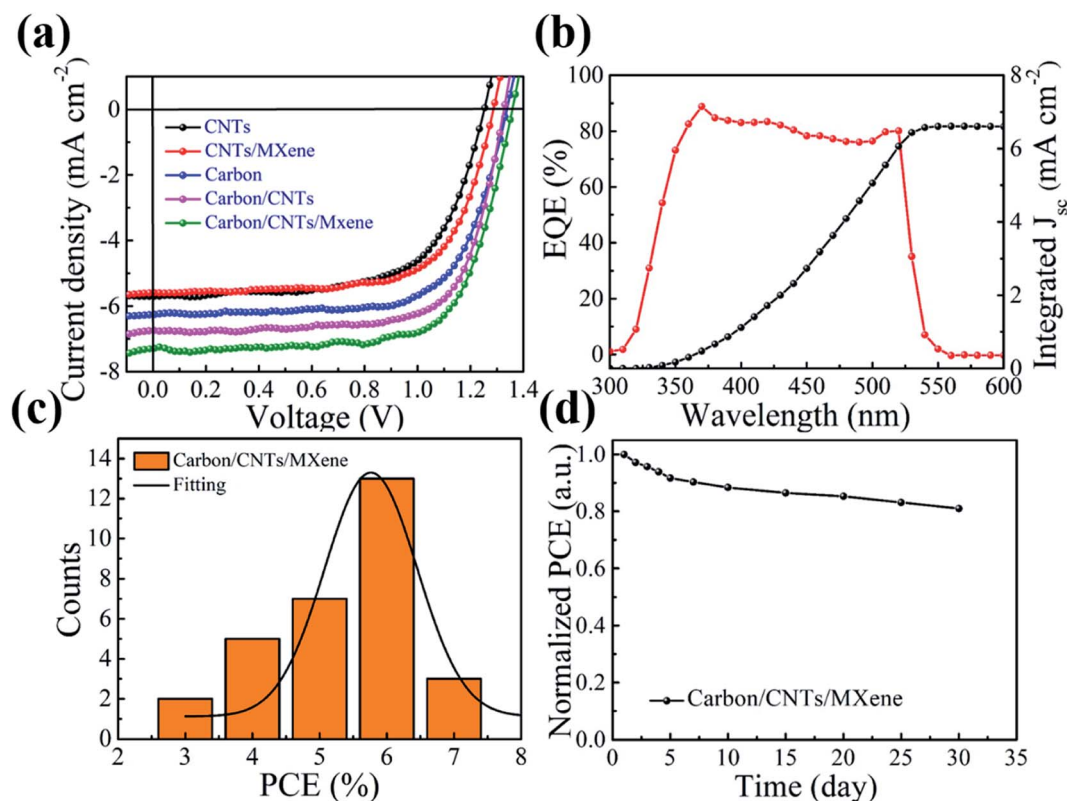 (a)
Current density (mA cm-2)
0
-2
-4
-6
-8
CNTs
CNTs/MXene
Carbon
Carbon/CNTs
Carbon/CNTs/Mxene
0.0 0.2 0.4 0.6 0.8 1.0 1.2 1.4
Voltage (V)
(b)
EQE (%)
100
80
60
40
20
0
8
6
4
2
0
Integrated Jsc (mA cm-2)
300 350 400 450 500 550 600
Wavelength (nm)
(c)
Counts
14
12
10
8
6
4
2
0
Carbon/CNTs/MXene
Fitting
2 3 4 5 6 7 8
PCE (%)
(d)
Normalized PCE (a.u.)
1.0
0.8
0.6
0.4
0.2
0.0
Carbon/CNTs/MXene
0 5 10 15 20 25 30 35
Time (day)